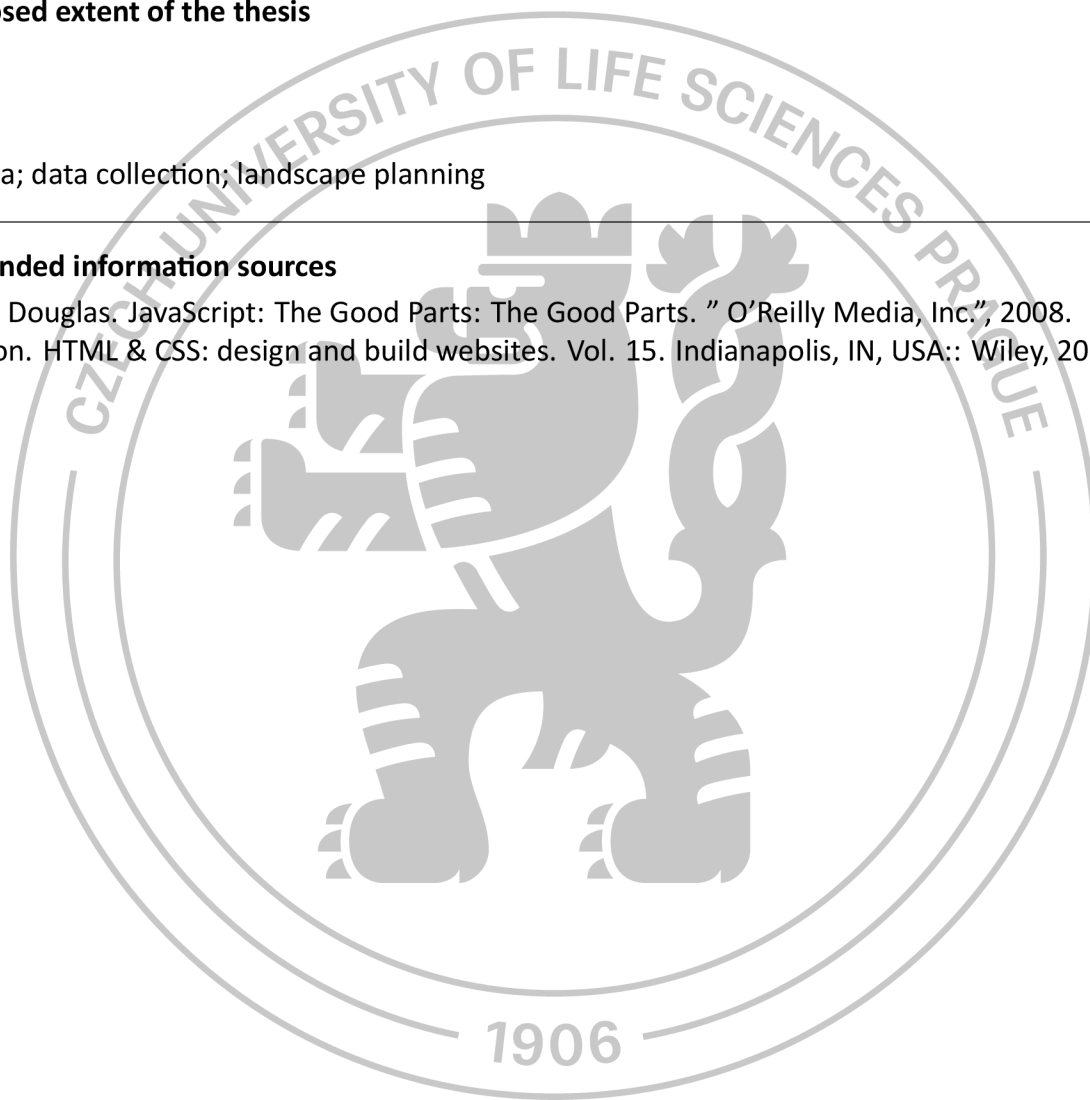 osed extent of the thesis
a; data collection; landscape planning
nded information sources
Douglas. JavaScript: The Good Parts: The Good Parts. ” O’Reilly Media, Inc.”, 2008.
on. HTML & CSS: design and build websites. Vol. 15. Indianapolis, IN, USA:: Wiley, 20
CZECH UNIVERSITY OF LIFE SCIENCES PRAGUE
1906